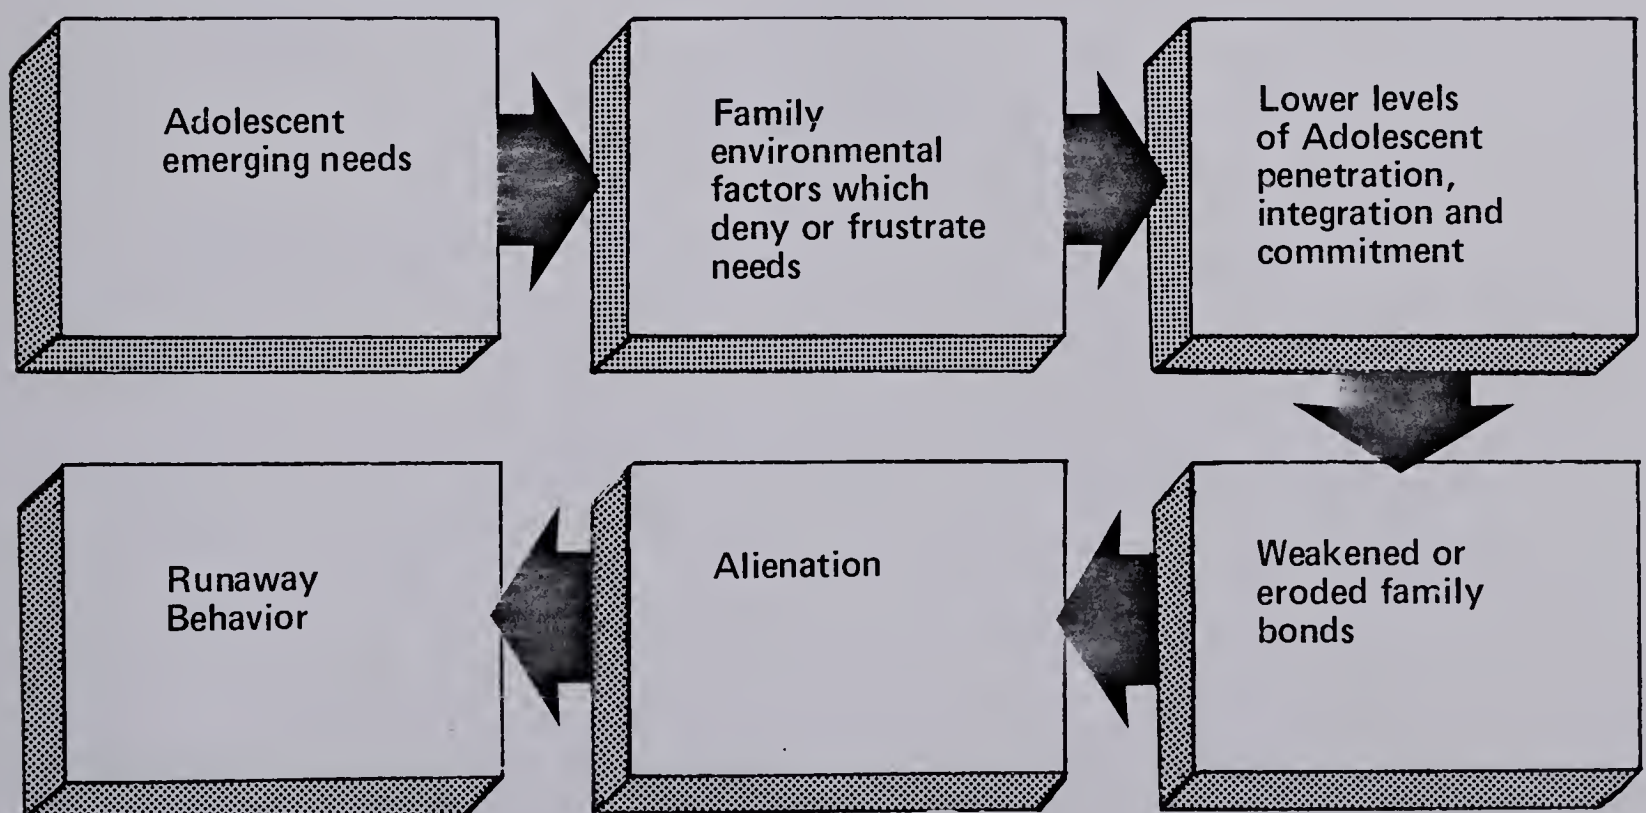 Adolescent
emerging needs
Family
environmental
factors which
deny or frustrate
needs
Lower levels
of Adolescent
penetration,
integration and
commitment
Weakened or
eroded family
bonds
Alienation
Runaway
Behavior